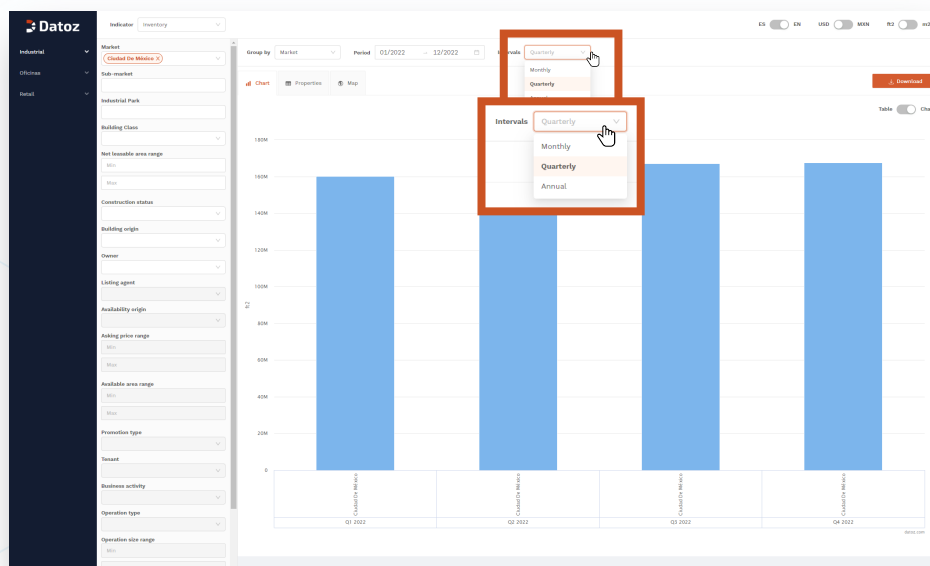 Datoz
Indicator Inventory
ES EN USD MXN ft2 m2
Industrial
Oficinas
Retail
Market
Ciudad De México X
Sub-market
Industrial Park
Building Class
Net leasable area range
Min
Max
Construction status
Building origin
Owner
Listing agent
Availability origin
Asking price range
Min
Max
Available area range
Min
Max
Promotion type
Tenant
Business activity
Operation type
Operation size range
Min
Group by Market Period 01/2022 ~ 12/2022 Intervals Quarterly
Monthly
Quarterly
Chart Properties Map
Download
Table Cha
Intervals Quarterly
Monthly
Quarterly
Annual
180M
160M
140M
120M
100M
80M
60M
40M
20M
0
ft2
Ciudad De México
Ciudad De México
Ciudad De México
Ciudad De México
Q1 2022 Q2 2022 Q3 2022 Q4 2022
datoz.com